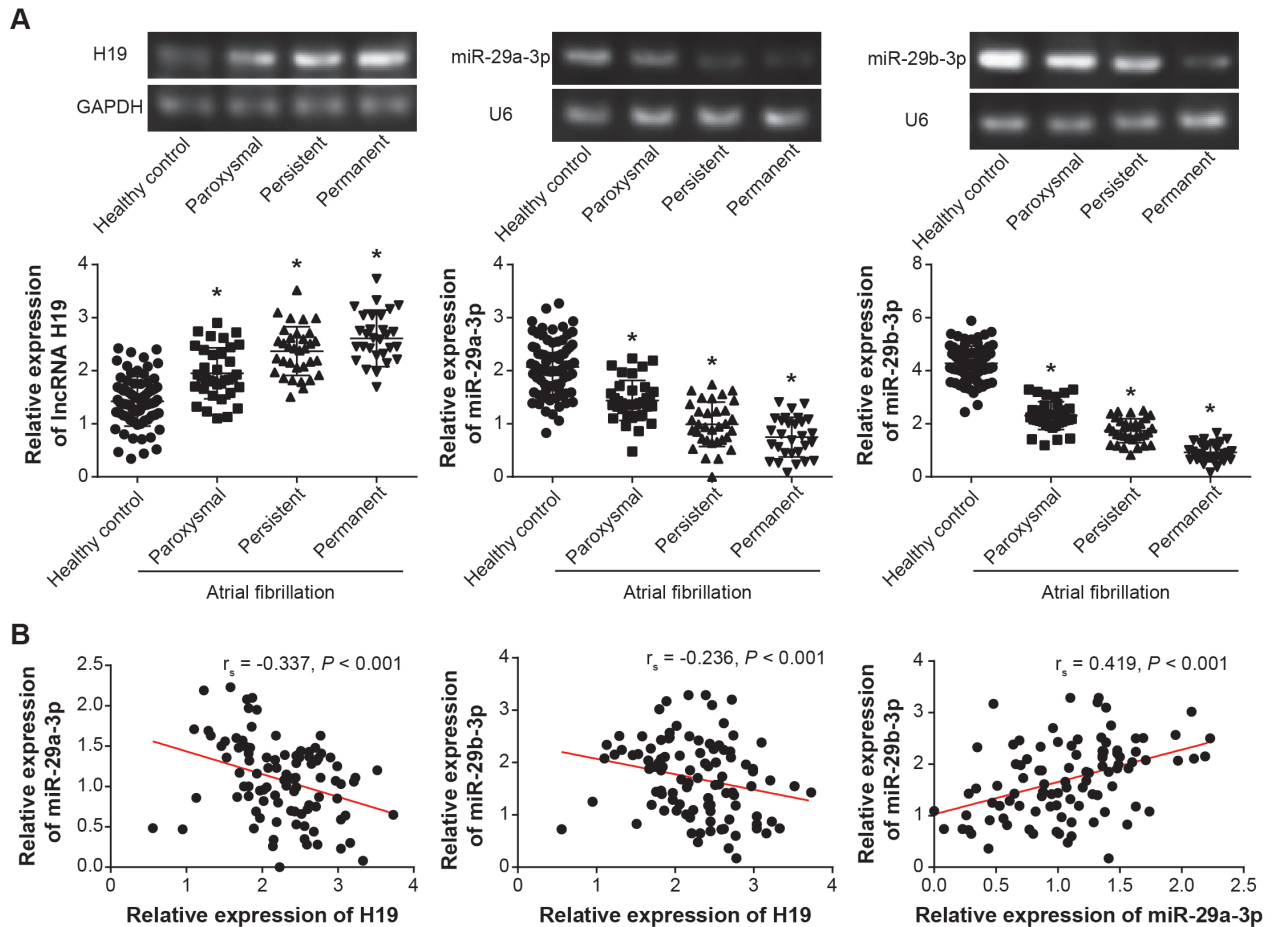 A
H19
GAPDH
Healthy control
Paroxysmal
Persistent
Permanent
miR-29a-3p
U6
Healthy control
Paroxysmal
Persistent
Permanent
miR-29b-3p
U6
Healthy control
Paroxysmal
Persistent
Permanent
Relative expression
of lncRNA H19
4
3
2
1
0
*
*
*
Healthy control
Paroxysmal
Persistent
Permanent
Atrial fibrillation
Relative expression
of miR-29a-3p
4
3
2
1
0
*
*
*
Healthy control
Paroxysmal
Persistent
Permanent
Atrial fibrillation
Relative expression
of miR-29b-3p
8
6
4
2
0
*
*
*
Healthy control
Paroxysmal
Persistent
Permanent
Atrial fibrillation
B
Relative expression
of miR-29a-3p
2.5
2.0
1.5
1.0
0.5
0.0
rs = -0.337, P < 0.001
0 1 2 3 4
Relative expression of H19
Relative expression
of miR-29b-3p
4
3
2
1
0
rs = -0.236, P < 0.001
0 1 2 3 4
Relative expression of H19
Relative expression
of miR-29b-3p
4
3
2
1
0
rs = 0.419, P < 0.001
0.0 0.5 1.0 1.5 2.0 2.5
Relative expression of miR-29a-3p